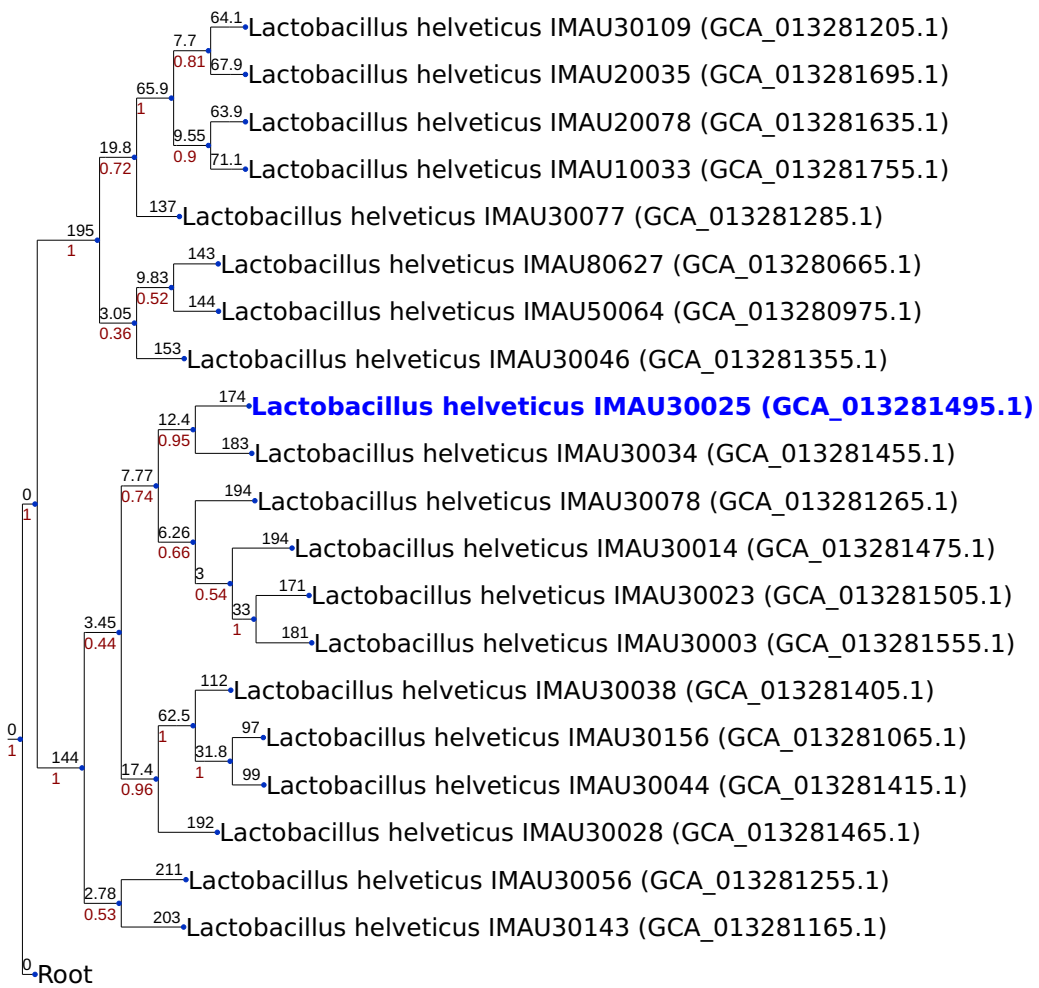 64.1
Lactobacillus helveticus IMAU30109 (GCA_013281205.1)
7.7
0.81
67.9
Lactobacillus helveticus IMAU20035 (GCA_013281695.1)
65.9
1
63.9
Lactobacillus helveticus IMAU20078 (GCA_013281635.1)
9.55
0.9
71.1
Lactobacillus helveticus IMAU10033 (GCA_013281755.1)
19.8
0.72
137
Lactobacillus helveticus IMAU30077 (GCA_013281285.1)
195
1
143
Lactobacillus helveticus IMAU80627 (GCA_013280665.1)
9.83
0.52
144
Lactobacillus helveticus IMAU50064 (GCA_013280975.1)
3.05
0.36
153
Lactobacillus helveticus IMAU30046 (GCA_013281355.1)
174
Lactobacillus helveticus IMAU30025 (GCA_013281495.1)
12.4
0.95
183
Lactobacillus helveticus IMAU30034 (GCA_013281455.1)
7.77
0.74
194
Lactobacillus helveticus IMAU30078 (GCA_013281265.1)
0
1
6.26
0.66
194
Lactobacillus helveticus IMAU30014 (GCA_013281475.1)
3
0.54
171
Lactobacillus helveticus IMAU30023 (GCA_013281505.1)
33
1
181
Lactobacillus helveticus IMAU30003 (GCA_013281555.1)
3.45
0.44
112
Lactobacillus helveticus IMAU30038 (GCA_013281405.1)
62.5
1
97
Lactobacillus helveticus IMAU30156 (GCA_013281065.1)
0
1
31.8
1
144
1
17.4
0.96
99
Lactobacillus helveticus IMAU30044 (GCA_013281415.1)
192
Lactobacillus helveticus IMAU30028 (GCA_013281465.1)
211
Lactobacillus helveticus IMAU30056 (GCA_013281255.1)
2.78
0.53
203
Lactobacillus helveticus IMAU30143 (GCA_013281165.1)
0
Root